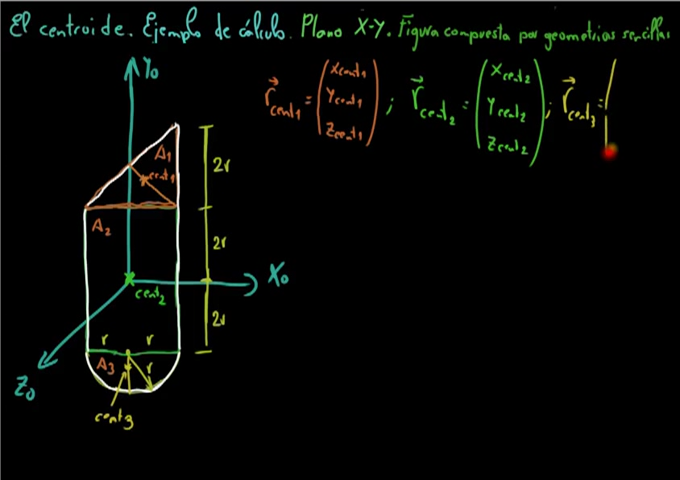 El centroide. Ejemplo de cálculo. Plano X-Y. Figura compuesta por geometrias sencillas
Y₀
r⃗cent₁ = (Xcent₁ Ycent₁ Zcent₁) ; r⃗cent₂ = (Xcent₂ Ycent₂ Zcent₂) ; r⃗cent₃ =
A₁
cent₁
2r
A₂
2r
X₀
cent₂
2r
r r
A₃ r
Z₀
cent₃